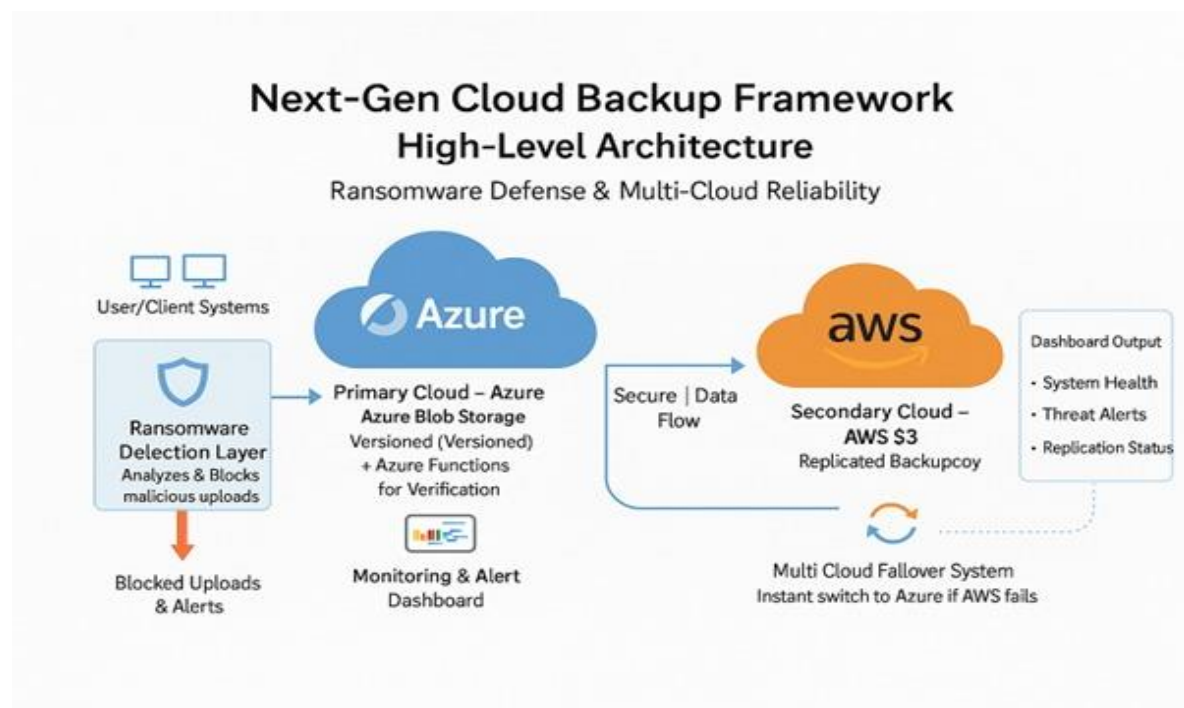 Next-Gen Cloud Backup Framework
High-Level Architecture
Ransomware Defense & Multi-Cloud Reliability
User/Client Systems
Ransomware
Delection Layer
Analyzes & Blocks
malicious uploads
Blocked Uploads
& Alerts
Azure
Primary Cloud – Azure
Azure Blob Storage
Versioned (Versioned)
+ Azure Functions
for Verification
Monitoring & Alert
Dashboard
Secure | Data
Flow
aws
Secondary Cloud –
AWS $3
Replicated Backupcoy
Multi Cloud Fallover System
Instant switch to Azure if AWS fails
Dashboard Output
• System Health
• Threat Alerts
• Replication Status